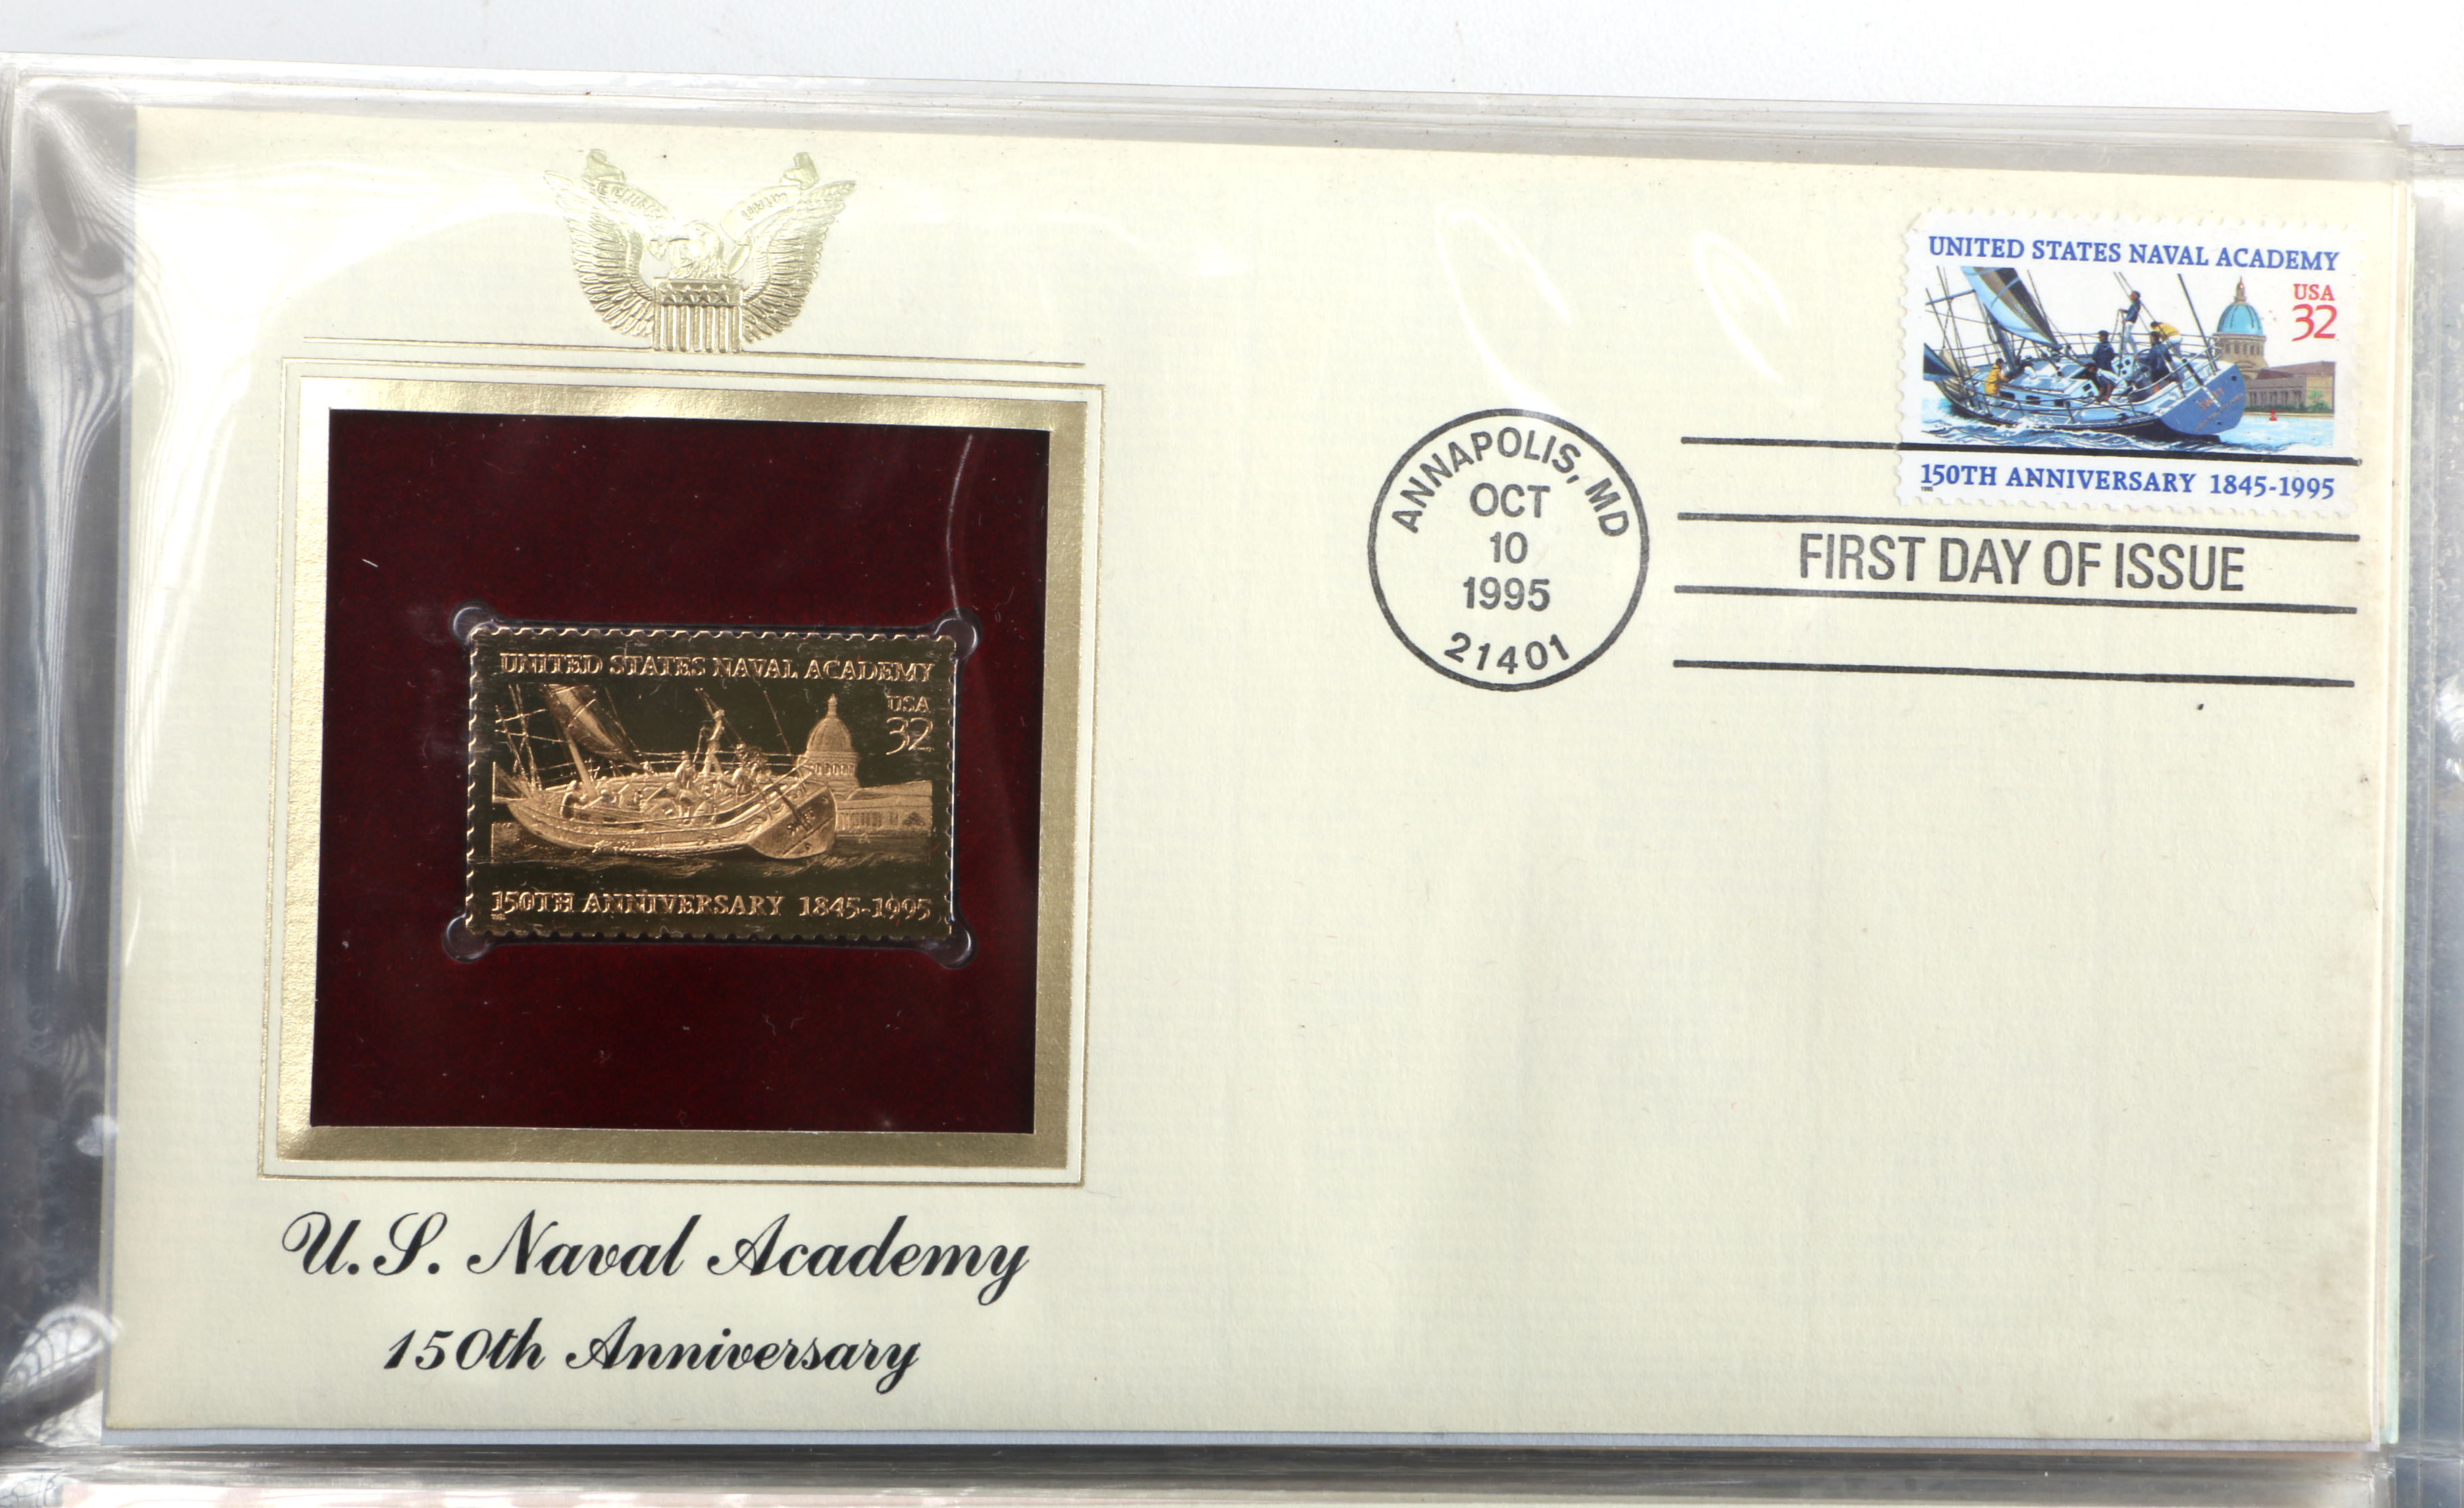 UNITED STATES NAVAL ACADEMY
USA
32
150TH ANNIVERSARY 1845-1995
U.S. Naval Academy
150th Anniversary
ANNAPOLIS, MD
OCT
10
1995
21401
UNITED STATES NAVAL ACADEMY
USA
32
150TH ANNIVERSARY 1845-1995
FIRST DAY OF ISSUE